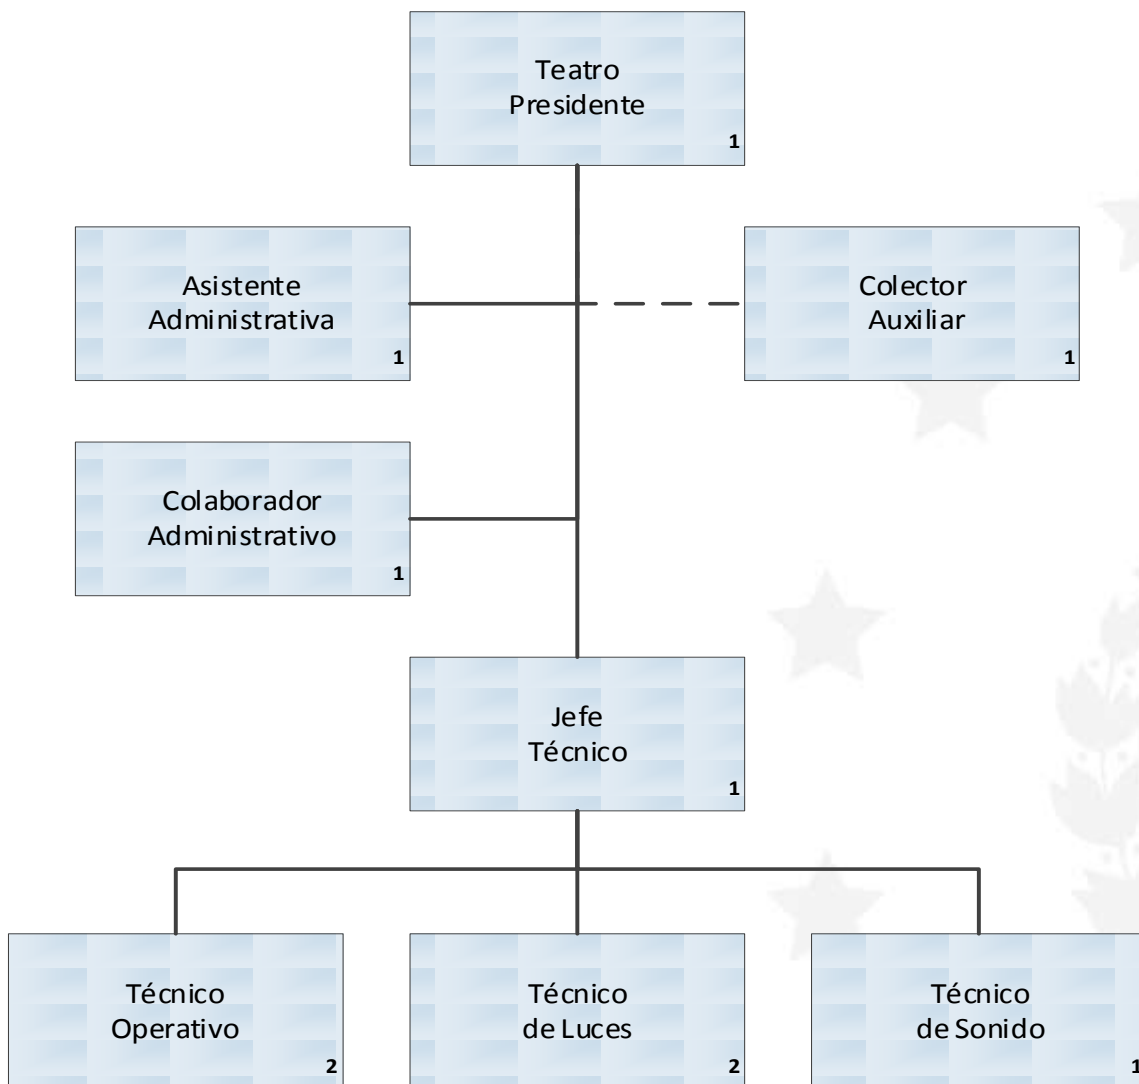 Teatro
Presidente
1
Asistente
Administrativa
1
Colector
Auxiliar
1
Colaborador
Administrativo
1
Jefe
Técnico
1
Técnico
Operativo
2
Técnico
de Luces
2
Técnico
de Sonido
1